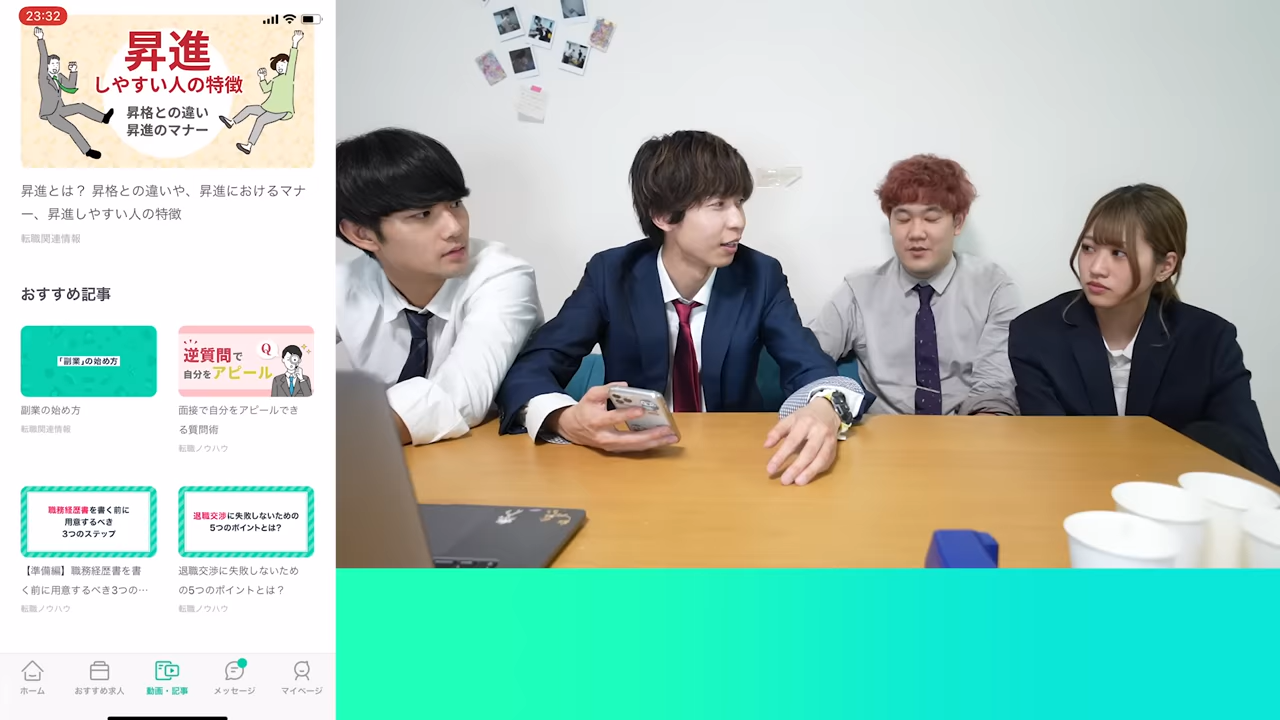 23:32
昇進
しやすい人の特徴
昇格との違い
昇進のマナー
昇進とは？ 昇格との違いや、昇進におけるマナ
ー、昇進しやすい人の特徴
転職関連情報
おすすめ記事
「副業」の始め方
副業の始め方
転職関連情報
逆質問で
自分をアピール
Q
面接で自分をアピールでき
る質問術
転職ノウハウ
職務経歴書を書く前に
用意するべき
3つのステップ
【準備編】職務経歴書を書
く前に用意するべき3つの…
転職ノウハウ
退職交渉に失敗しないための
5つのポイントとは?
退職交渉に失敗しないため
の5つのポイントとは？
転職ノウハウ
ホーム
おすすめ求人
動画・記事
メッセージ
マイページ